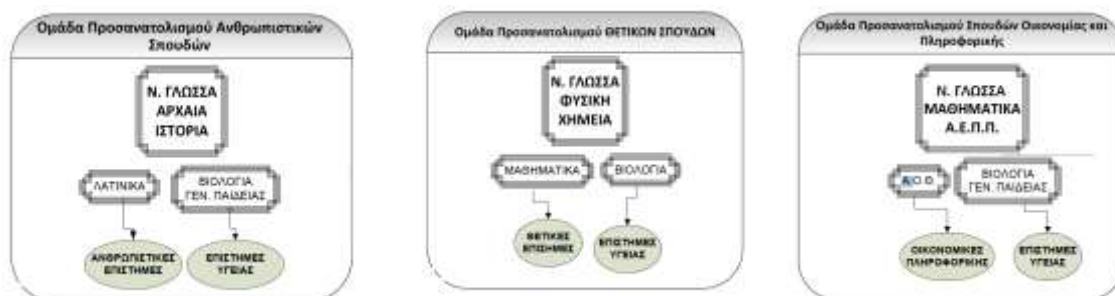 Ομάδα Προσανατολισμού Ανθρωπιστικών
Σπουδών
Ν. ΓΛΩΣΣΑ
ΑΡΧΑΙΑ
ΙΣΤΟΡΙΑ
ΛΑΤΙΝΙΚΑ
ΒΙΟΛΟΓΙΑ
ΓΕΝ. ΠΑΙΔΕΙΑΣ
ΑΝΘΡΩΠΙΣΤΙΚΕΣ
ΕΠΙΣΤΗΜΕΣ
ΕΠΙΣΤΗΜΕΣ
ΥΓΕΙΑΣ
Ομάδα Προσανατολισμού ΘΕΤΙΚΩΝ ΣΠΟΥΔΩΝ
Ν. ΓΛΩΣΣΑ
ΦΥΣΙΚΗ
ΧΗΜΕΙΑ
ΜΑΘΗΜΑΤΙΚΑ
ΒΙΟΛΟΓΙΑ
ΘΕΤΙΚΕΣ
ΕΠΙΣΗΜΕΣ
ΕΠΙΣΤΗΜΕΣ
ΥΓΕΙΑΣ
Ομάδα Προσανατολισμού Σπουδών Οικονομίας και
Πληροφορικής
Ν. ΓΛΩΣΣΑ
ΜΑΘΗΜΑΤΙΚΑ
Α.Ε.Π.Π.
Α.Ο.Θ.
ΒΙΟΛΟΓΙΑ
ΓΕΝ. ΠΑΙΔΕΙΑΣ
ΟΙΚΟΝΟΜΙΚΕΣ
ΠΛΗΡΟΦΟΡΙΚΗΣ
ΕΠΙΣΤΗΜΕΣ
ΥΓΕΙΑΣ